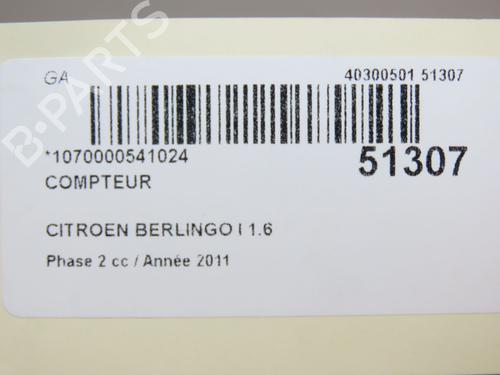 GA 40300501 51307
*1070000541024 51307
COMPTEUR
CITROEN BERLINGO I 1.6
Phase 2 cc / Année 2011
B-PARTS